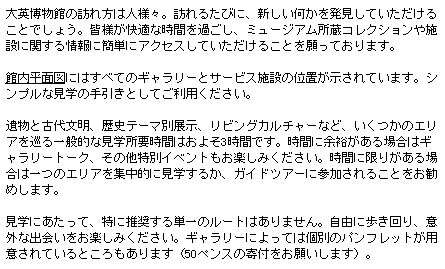 大英博物館の訪れ方は人様々。訪れるたびに、新しい何かを発見していただける
ことでしょう。皆様が快適な時間を過ごし、ミュージアム所蔵コレクションや施
設に関する情報に簡単にアクセスしていただけることを願っております。
館内平面図にはすべてのギャラリーとサービス施設の位置が示されています。シ
ンプルな見学の手引きとしてご利用ください。
遺物と古代文明、歴史テーマ別展示、リビングカルチャーなど、いくつかのエリ
アを巡る一般的な見学所要時間はおよそ3時間です。時間に余裕がある場合はギ
ャラリートーク、その他特別イベントもお楽しみください。時間に限りがある場
合は一つのエリアを集中的に見学するか、ガイドツアーに参加されることをお勧
めします。
見学にあたって、特に推奨する単一のルートはありません。自由に歩き回り、意
外な出会いをお楽しみください。ギャラリーによっては個別のパンフレットが用
意されているところもあります（50ペンスの寄付をお願いします）。